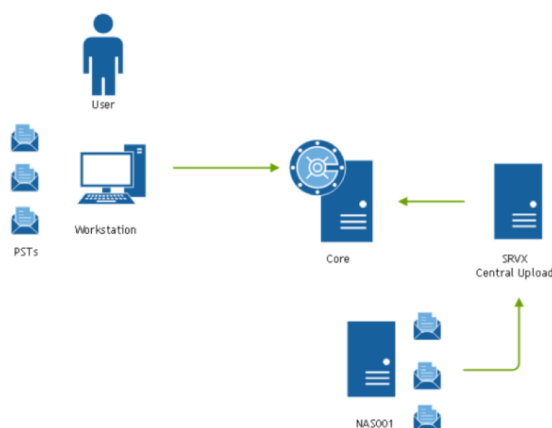 User
PSTs
Workstation
Core
SRVX
Central Upload
NAS001